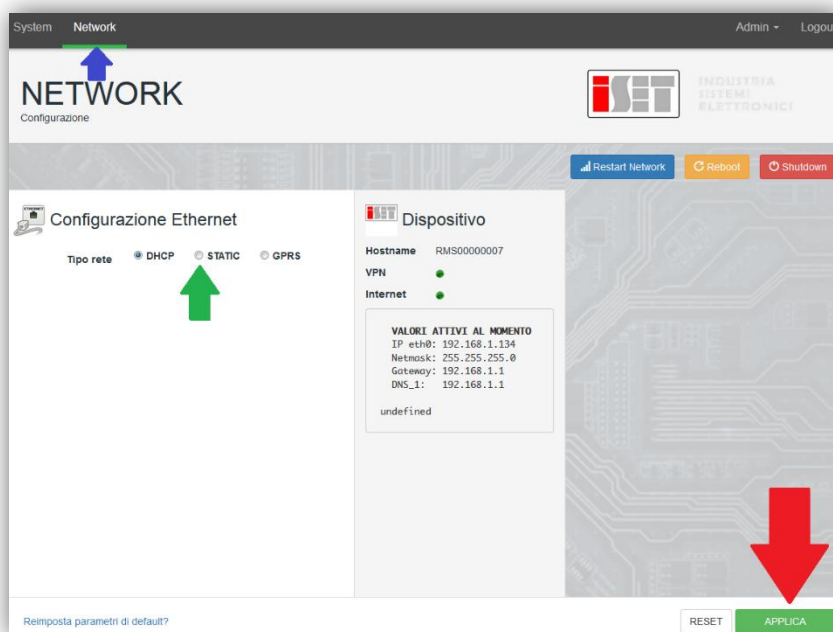 System Network Admin Logou
NETWORK
Configurazione
iSET
INDUSTRIA
SISTEMI
ELETTRONICI
Restart Network Reboot Shutdown
Configurazione Ethernet
Tipo rete DHCP STATIC GPRS
iSET Dispositivo
Hostname RMS00000007
VPN
Internet
VALORI ATTIVI AL MOMENTO
IP eth0: 192.168.1.134
Netmask: 255.255.255.0
Gateway: 192.168.1.1
DNS_1: 192.168.1.1
undefined
Reimposta parametri di default?
RESET APPLICA